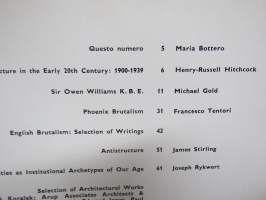 Questo numero 5 Maria Bottero
cture in the Early 20th Century: 1900-1939 6 Henry-Russell Hitchcock
Sir Owen Williams K. B. E. 11 Michael Gold
Phoenix Brutalism 31 Francesco Tentori
English Brutalism: Selection of Writings 42
Antistructure 51 James Stirling
ties as Institutional Archetypes of Our Age 61 Joseph Rykwert
Selection of Architectural Works
Koralek: Arup Associates Architects &